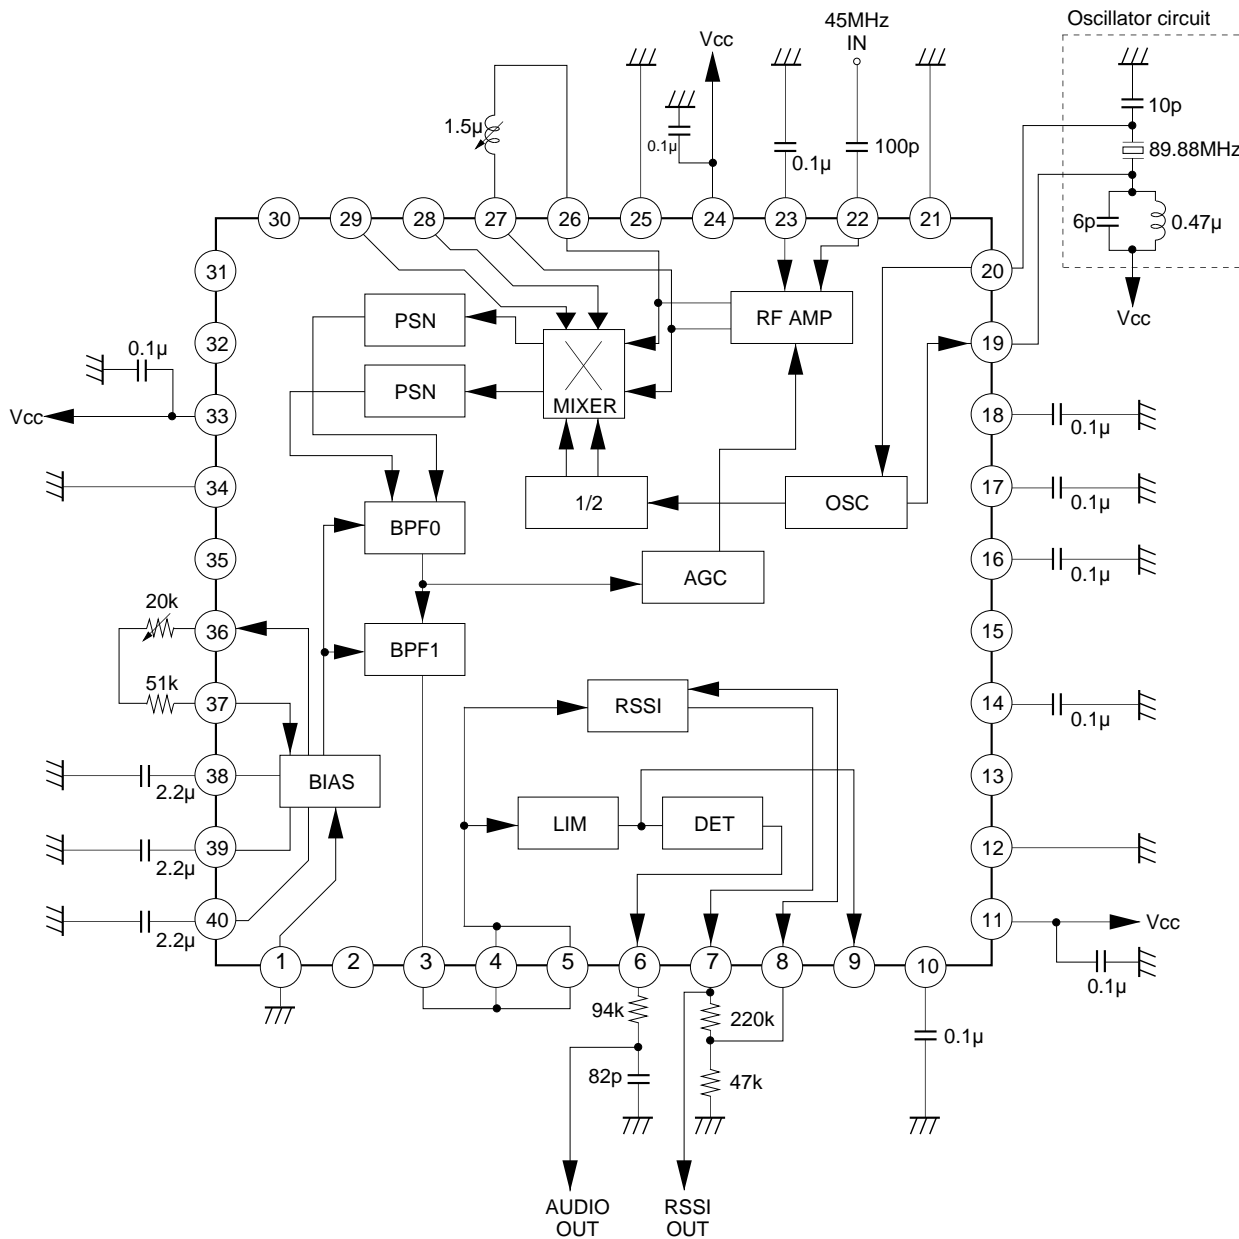 Oscillator circuit
45MHz
IN
Vcc
10p
1.5µ
0.1µ
0.1µ
100p
89.88MHz
6p
0.47µ
Vcc
30
29
28
27
26
25
24
23
22
21
31
20
PSN
RF AMP
32
0.1µ
19
PSN
MIXER
Vcc
33
18
0.1µ
34
17
0.1µ
1/2
OSC
BPF0
35
16
0.1µ
AGC
20k
36
15
BPF1
51k
37
14
0.1µ
RSSI
38
2.2µ
BIAS
13
LIM
DET
39
2.2µ
12
40
2.2µ
11
Vcc
0.1µ
1
2
3
4
5
6
7
8
9
10
94k
220k
0.1µ
82p
47k
AUDIO
OUT
RSSI
OUT